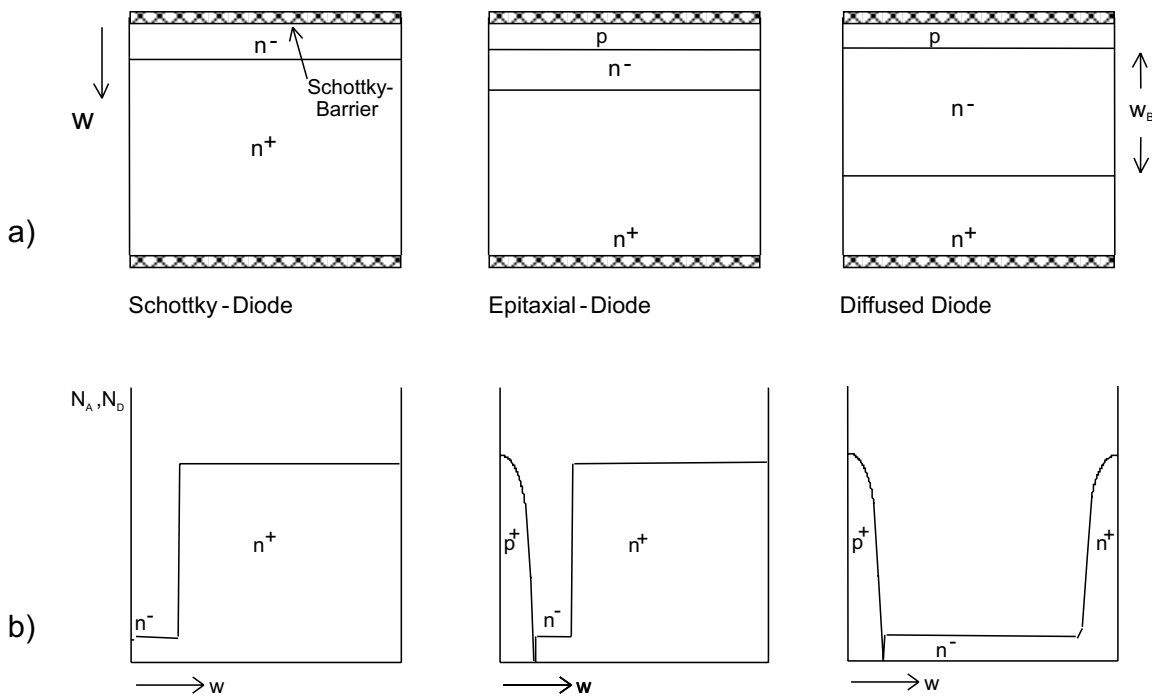 n-
Schottky-
Barrier
n+
w
a)
Schottky-Diode
p
n-
n+
Epitaxial-Diode
p
n-
wB
n+
Diffused Diode
b)
NA,ND
n-
n+
w
p+
n-
n+
w
p+
n-
n+
w